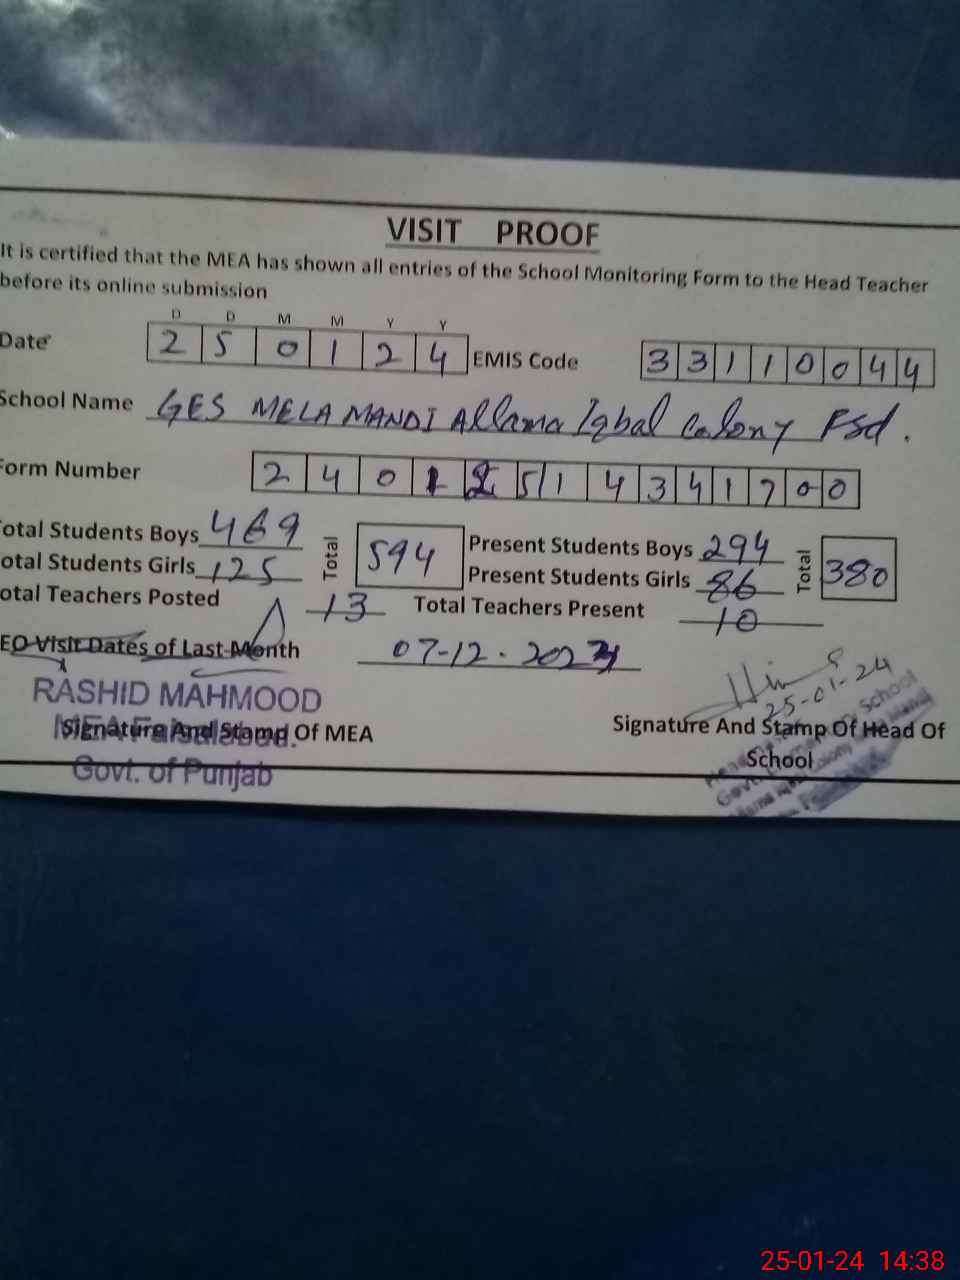 VISIT PROOF
It is certified that the MEA has shown all entries of the School Monitoring Form to the Head Teacher
before its online submission
D D M M Y Y
Date 2 5 0 1 2 4 EMIS Code 3 3 1 1 0 0 4 4
School Name GES MELA MANDI Allama Iqbal Colony FSd.
Form Number 2 4 0 1 2 5 1 4 3 4 1 7 0 0
otal Students Boys 469 Total 594 Present Students Boys 294 Total 380
otal Students Girls 125 Present Students Girls 86
otal Teachers Posted 13 Total Teachers Present 10
EO Visit Dates of Last Month 07-12-2023
25-01-24
RASHID MAHMOOD
MEA Faisalabad.
Govt. of Punjab
Signature And Stamp Of MEA
Signature And Stamp Of Head Of
School
25-01-24 14:38